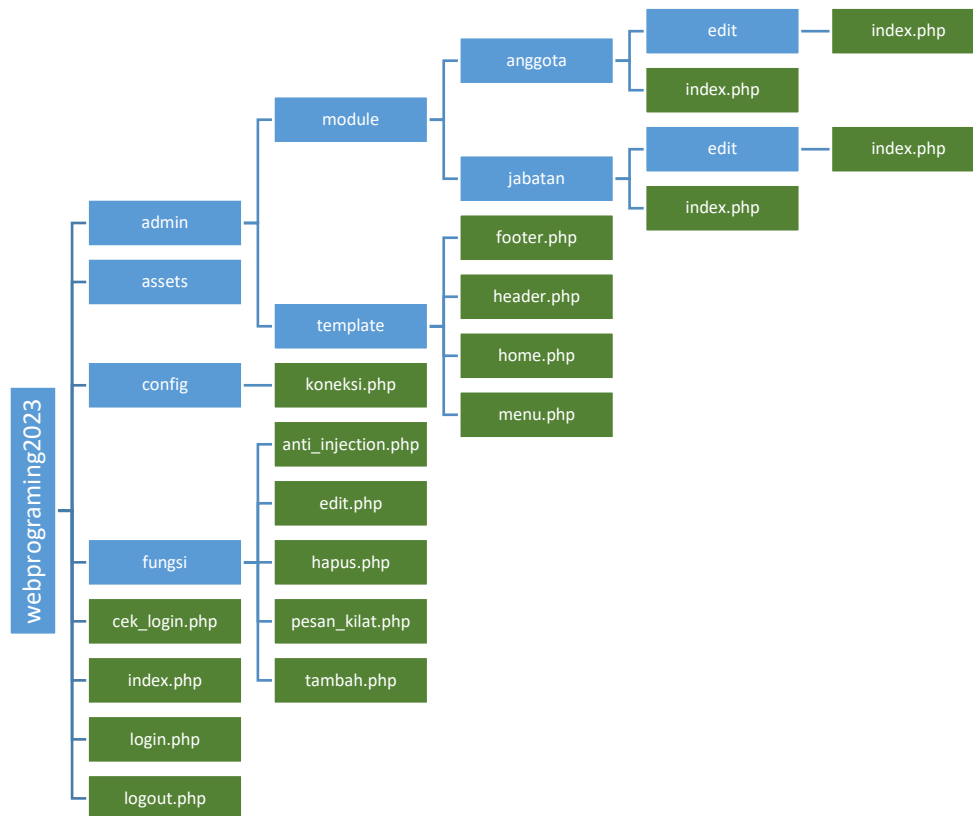 webprograming2023
admin
module
anggota
edit
index.php
index.php
jabatan
edit
index.php
index.php
template
footer.php
header.php
home.php
menu.php
assets
config
koneksi.php
fungsi
anti_injection.php
edit.php
hapus.php
pesan_kilat.php
tambah.php
cek_login.php
index.php
login.php
logout.php